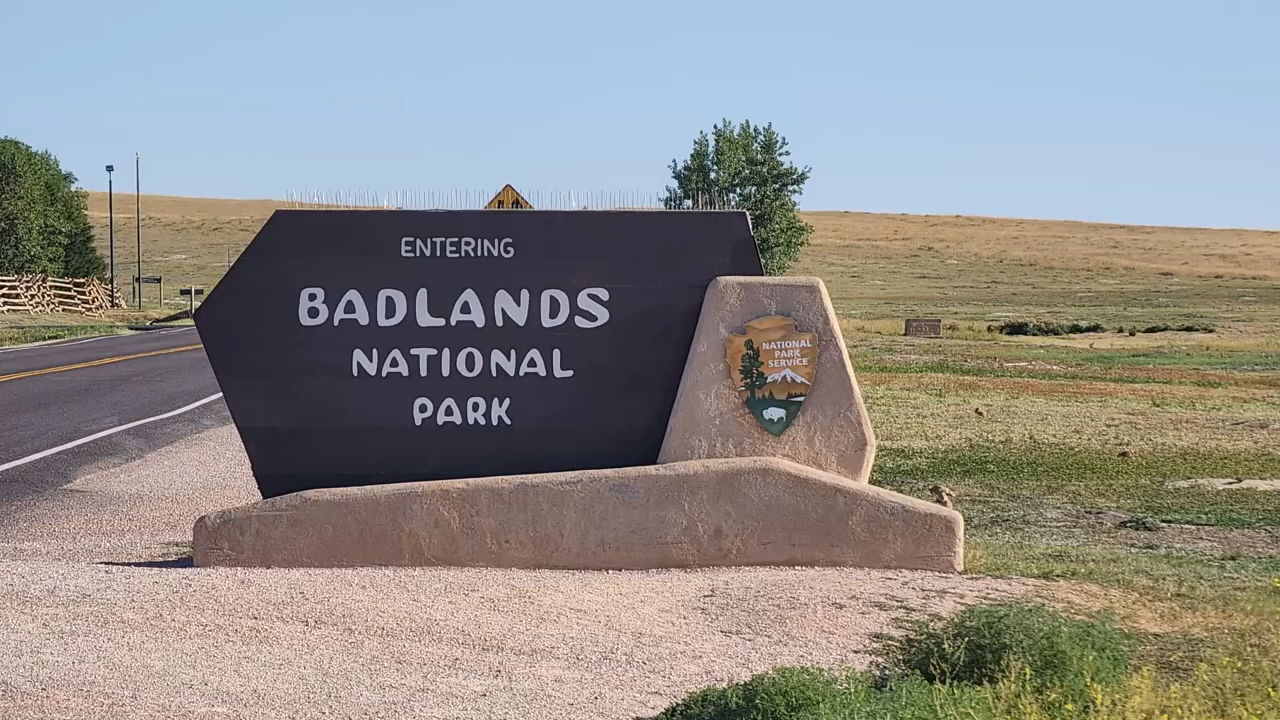 ENTERING
BADLANDS
NATIONAL
PARK
NATIONAL
PARK
SERVICE